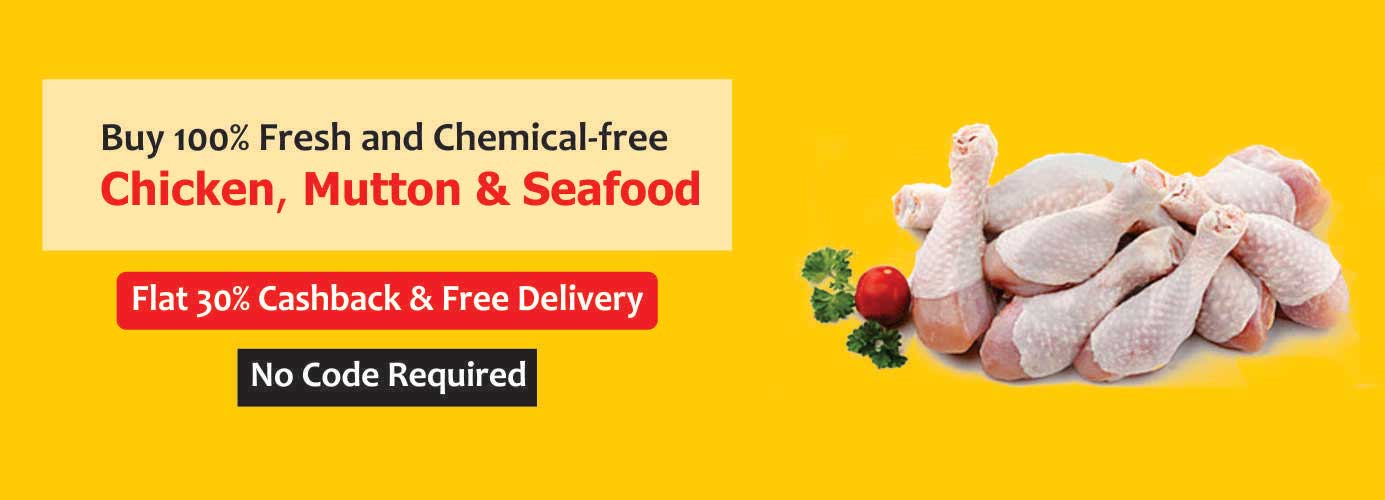 Buy 100% Fresh and Chemical-free
Chicken, Mutton & Seafood
Flat 30% Cashback & Free Delivery
No Code Required